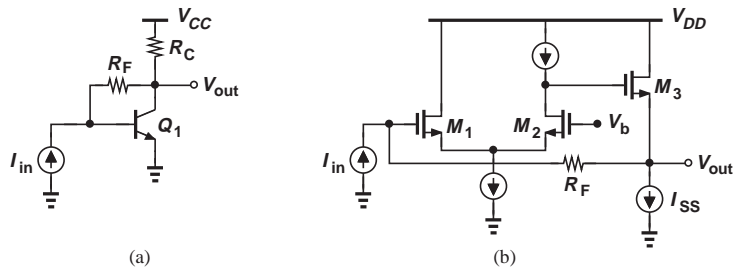 V_CC
R_C
R_F
V_out
Q_1
I_in
(a)
V_DD
M_3
M_1
M_2
V_b
I_in
R_F
V_out
I_SS
(b)